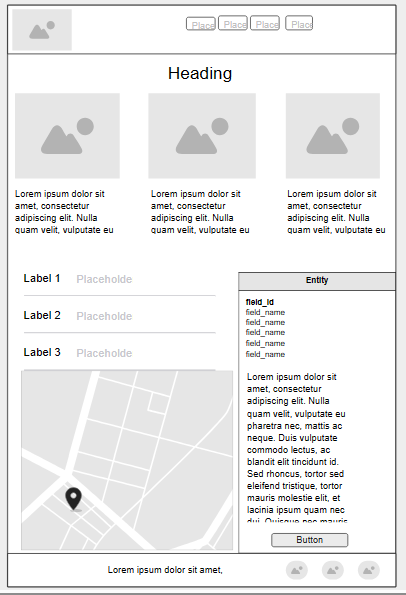 Place Place Place Place
Heading
Lorem ipsum dolor sit
amet, consectetur
adipiscing elit. Nulla
quam velit, vulputate eu
Lorem ipsum dolor sit
amet, consectetur
adipiscing elit. Nulla
quam velit, vulputate eu
Lorem ipsum dolor sit
amet, consectetur
adipiscing elit. Nulla
quam velit, vulputate eu
Label 1 Placeholde
Label 2 Placeholde
Label 3 Placeholde
Entity
field_id
field_name
field_name
field_name
field_name
field_name
Lorem ipsum dolor sit
amet, consectetur
adipiscing elit. Nulla
quam velit, vulputate eu
pharetra nec, mattis ac
neque. Duis vulputate
commodo lectus, ac
blandit elit tincidunt id.
Sed rhoncus, tortor sed
eleifend tristique, tortor
mauris molestie elit, et
lacinia ipsum quam nec
dui. Quisque nec mauris
Button
Lorem ipsum dolor sit amet,